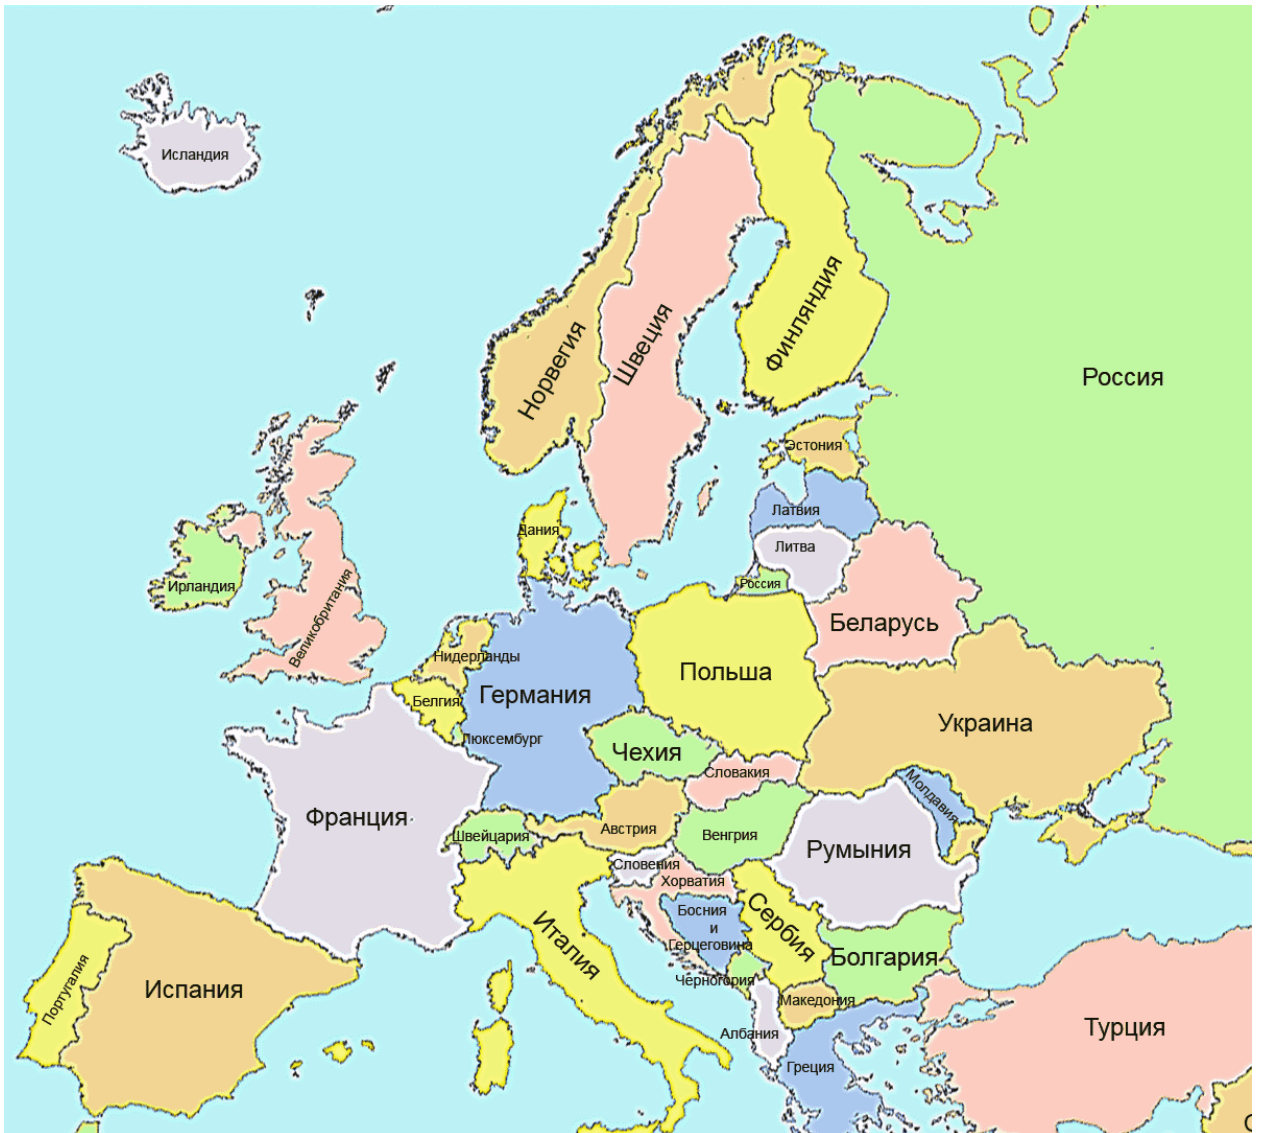 Исландия
Норвегия
Швеция
Финляндия
Россия
Эстония
Латвия
Литва
Россия
Дания
Ирландия
Великобритания
Беларусь
Нидерланды
Польша
Германия
Белгия
Люксембург
Украина
Чехия
Словакия
Молдавия
Франция
Швейцария
Австрия
Венгрия
Румыния
Словения
Хорватия
Босния
и
Герцеговина
Сербия
Италия
Болгария
Черногория
Испания
Португалия
Македония
Албания
Турция
Греция